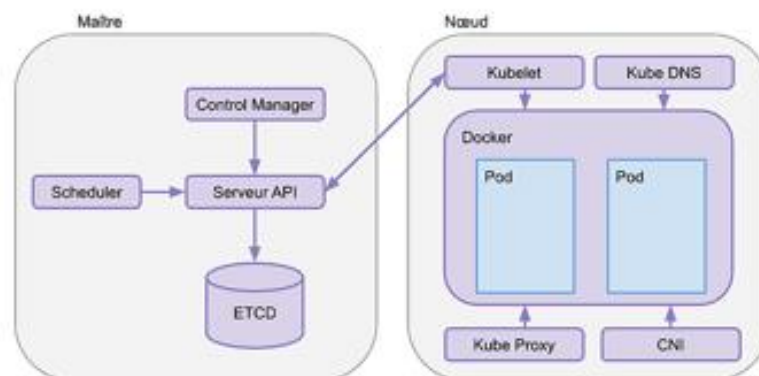 Maître
Nœud
Kubelet
Kube DNS
Control Manager
Docker
Pod
Pod
Scheduler
Serveur API
ETCD
Kube Proxy
CNI